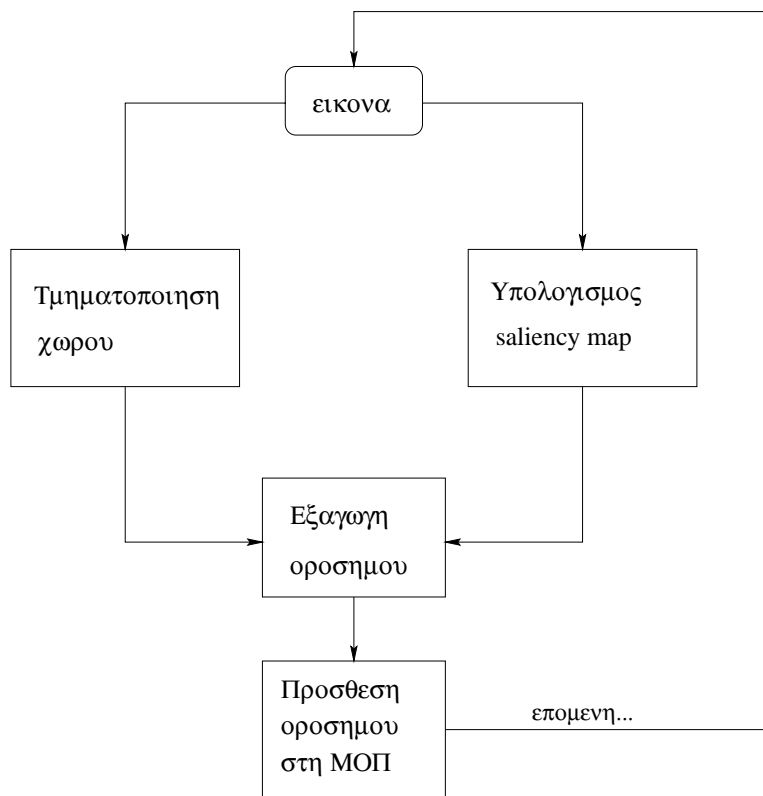 εικονα
Τμηματοποιηση
χωρου
Υπολογισμος
saliency map
Εξαγωγη
οροσημου
Προσθεση
οροσημου
στη ΜΟΠ
επομενη...